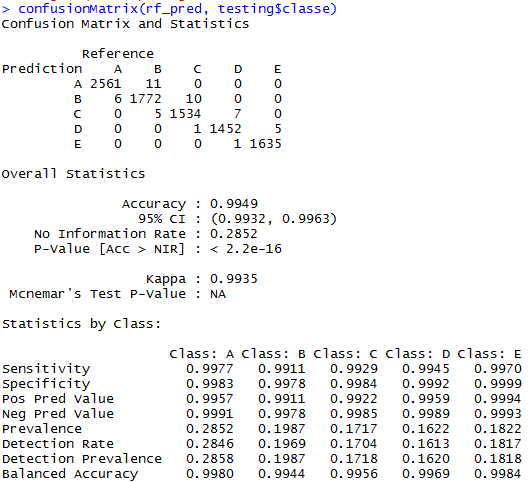 > confusionMatrix(rf_pred, testing$classe)
Confusion Matrix and Statistics
Reference
Prediction A B C D E
A 2561 11 0 0 0
B 6 1772 10 0 0
C 0 5 1534 7 0
D 0 0 1 1452 5
E 0 0 0 1 1635
Overall Statistics
Accuracy : 0.9949
95% CI : (0.9932, 0.9963)
No Information Rate : 0.2852
P-Value [Acc > NIR] : < 2.2e-16
Kappa : 0.9935
Mcnemar's Test P-Value : NA
Statistics by Class:
Class: A Class: B Class: C Class: D Class: E
Sensitivity 0.9977 0.9911 0.9929 0.9945 0.9970
Specificity 0.9983 0.9978 0.9984 0.9992 0.9999
Pos Pred Value 0.9957 0.9911 0.9922 0.9959 0.9994
Neg Pred Value 0.9991 0.9978 0.9985 0.9989 0.9993
Prevalence 0.2852 0.1987 0.1717 0.1622 0.1822
Detection Rate 0.2846 0.1969 0.1704 0.1613 0.1817
Detection Prevalence 0.2858 0.1987 0.1718 0.1620 0.1818
Balanced Accuracy 0.9980 0.9944 0.9956 0.9969 0.9984